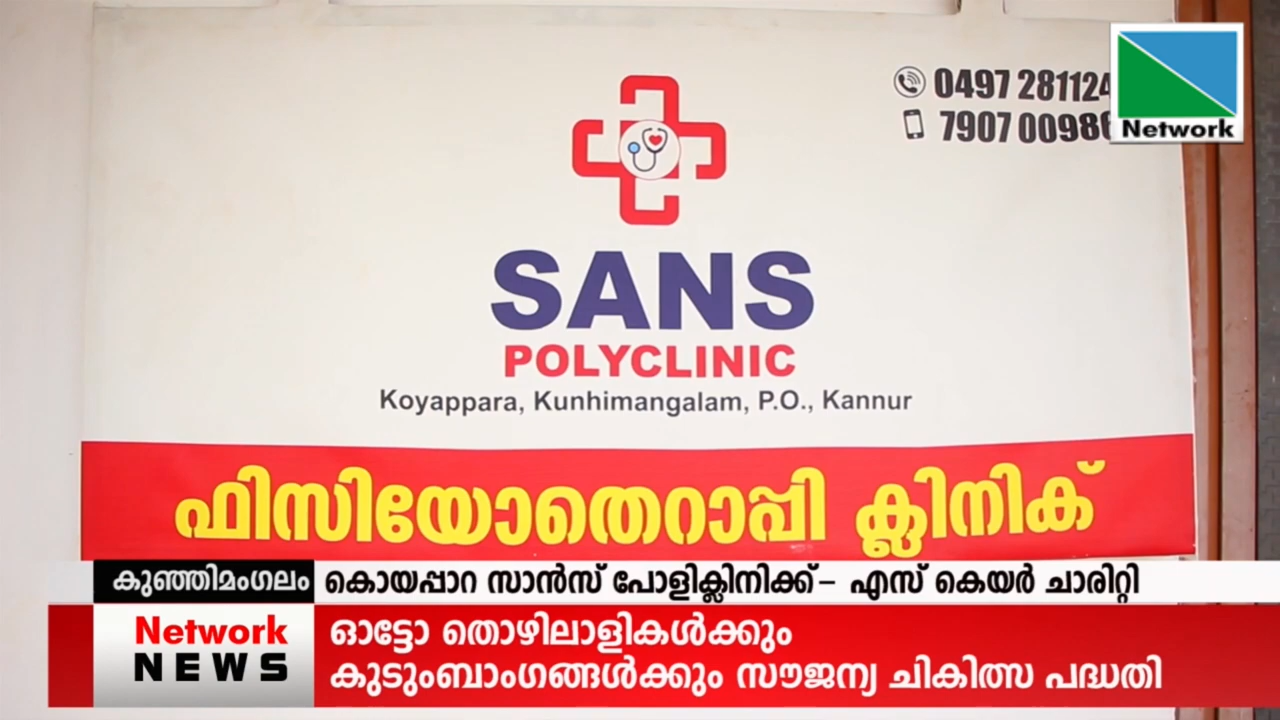 0497 28112
7907 0098
Network
SANS
POLYCLINIC
Koyappara, Kunhimangalam, P.O., Kannur
ഫിസിയോതെറാപ്പി ക്ലിനിക്
കുഞ്ഞിമംഗലം
കൊയപ്പാറ സാൻസ് പോളിക്ലിനിക്ക് - എസ് കെയർ ചാരിറ്റി
Network
NEWS
ഓട്ടോ തൊഴിലാളികൾക്കും
കുടുംബാംഗങ്ങൾക്കും സൗജന്യ ചികിത്സ പദ്ധതി